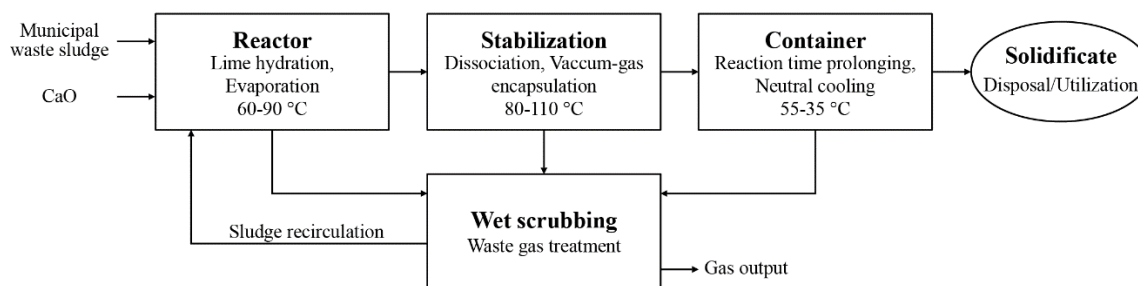 Municipal
waste sludge
CaO
Reactor
Lime hydration,
Evaporation
60-90 °C
Stabilization
Dissociation, Vaccum-gas
encapsulation
80-110 °C
Container
Reaction time prolonging,
Neutral cooling
55-35 °C
Solidificate
Disposal/Utilization
Wet scrubbing
Waste gas treatment
Sludge recirculation
Gas output